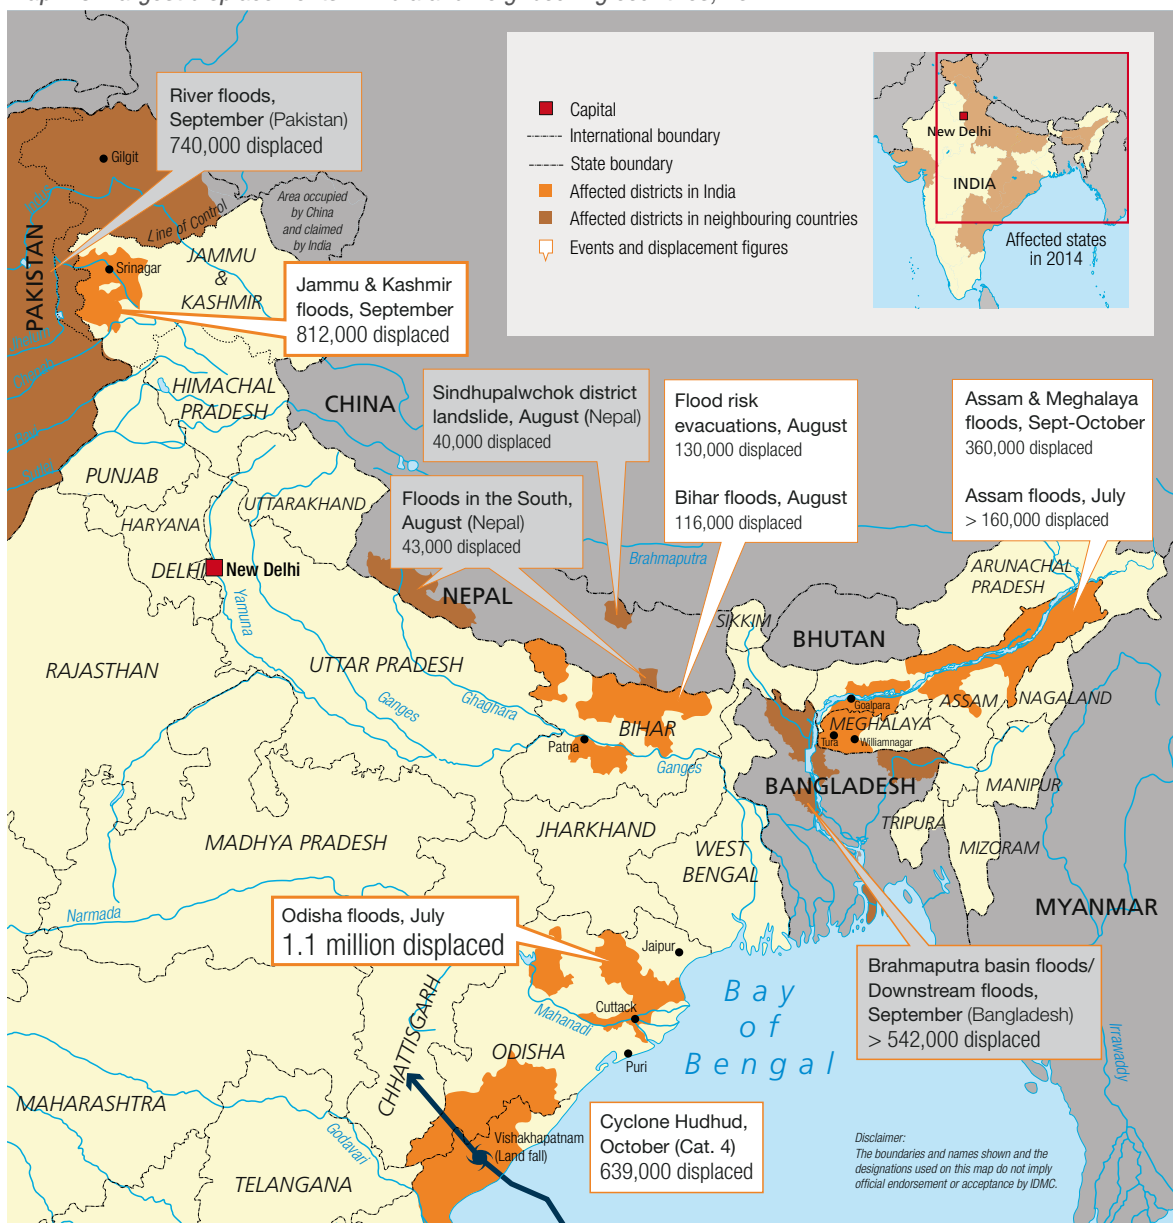 River floods,
September (Pakistan)
740,000 displaced
Capital
International boundary
State boundary
Affected districts in India
Affected districts in neighbouring countries
Events and displacement figures
New Delhi
INDIA
Affected states
in 2014
Gilgit
Indus
Line of Control
Area occupied
by China
and claimed
by India
PAKISTAN
Srinagar
JAMMU
&
KASHMIR
Jammu & Kashmir
floods, September
812,000 displaced
Chenab
Ravi
HIMACHAL
PRADESH
CHINA
Sindhupalwchok district
landslide, August (Nepal)
40,000 displaced
Flood risk
evacuations, August
130,000 displaced
Bihar floods, August
116,000 displaced
Assam & Meghalaya
floods, Sept-October
360,000 displaced
Assam floods, July
> 160,000 displaced
PUNJAB
UTTARAKHAND
HARYANA
Floods in the South,
August (Nepal)
43,000 displaced
DELHI
New Delhi
Yamuna
NEPAL
Brahmaputra
ARUNACHAL
PRADESH
SIKKIM
BHUTAN
RAJASTHAN
UTTAR PRADESH
Ganges
Ghaghara
BIHAR
Patna
Ganges
Goalpara
ASSAM
NAGALAND
MEGHALAYA
Tura
Williamnagar
BANGLADESH
MANIPUR
TRIPURA
MIZORAM
MADHYA PRADESH
JHARKHAND
WEST
BENGAL
Narmada
MYANMAR
Odisha floods, July
1.1 million displaced
Jaipur
Brahmaputra basin floods/
Downstream floods,
September (Bangladesh)
> 542,000 displaced
Bay
of
Bengal
CHHATTISGARH
Mahanadi
Cuttack
ODISHA
Puri
Irrawaddy
MAHARASHTRA
Godavari
Vishakhapatnam
(Land fall)
Cyclone Hudhud,
October (Cat. 4)
639,000 displaced
TELANGANA
Disclaimer:
The boundaries and names shown and the
designations used on this map do not imply
official endorsement or acceptance by IDMC.